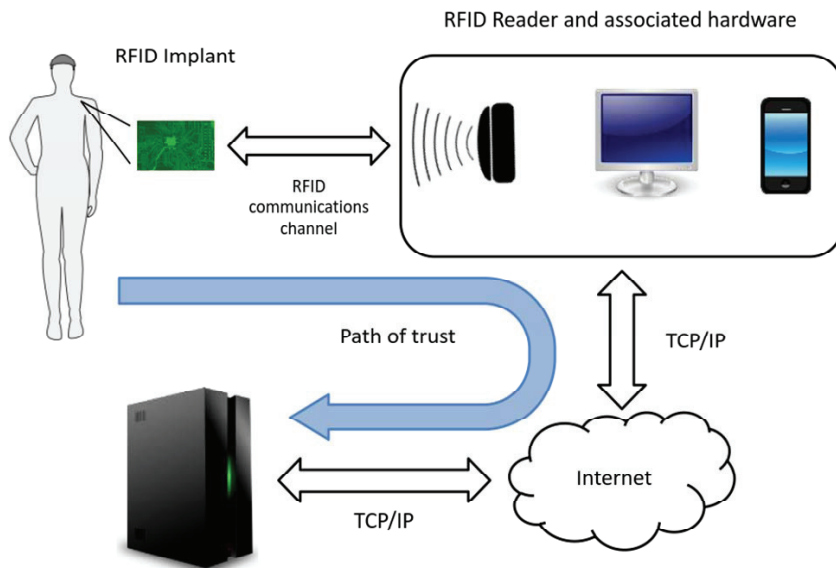 RFID Reader and associated hardware
RFID Implant
RFID
communications
channel
Path of trust
TCP/IP
Internet
TCP/IP